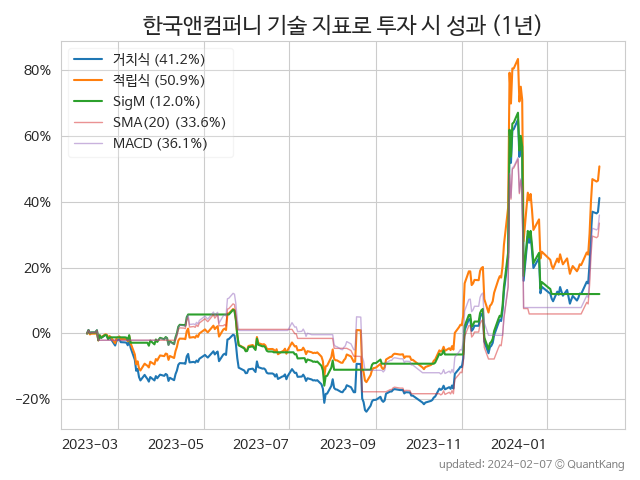 한국앤컴퍼니 기술 지표로 투자 시 성과 (1년)
거치식 (41.2%)
적립식 (50.9%)
SigM (12.0%)
SMA(20) (33.6%)
MACD (36.1%)
80%
60%
40%
20%
0%
−20%
2023-03 2023-05 2023-07 2023-09 2023-11 2024-01
updated: 2024-02-07 © QuantKang